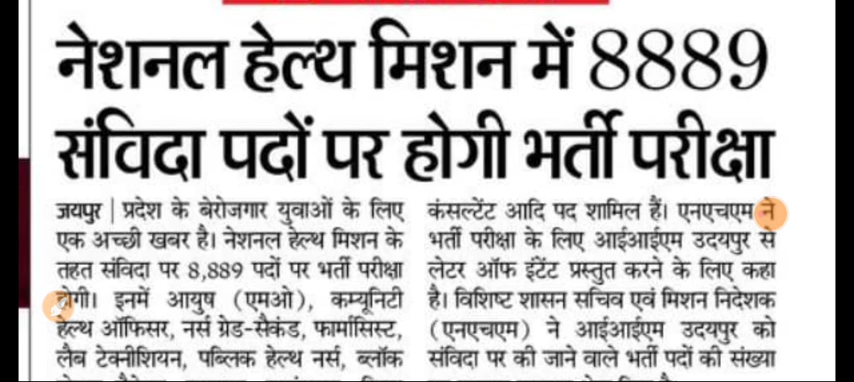 नेशनल हेल्थ मिशन में 8889
संविदा पदों पर होगी भर्ती परीक्षा
जयपुर | प्रदेश के बेरोजगार युवाओं के लिए
एक अच्छी खबर है। नेशनल हेल्थ मिशन के
तहत संविदा पर 8,889 पदों पर भर्ती परीक्षा
होगी। इनमें आयुष (एमओ), कम्यूनिटी
हेल्थ ऑफिसर, नर्स ग्रेड-सैकंड, फार्मासिस्ट,
लैब टेक्नीशियन, पब्लिक हेल्थ नर्स, ब्लॉक
कंसल्टेंट आदि पद शामिल हैं। एनएचएम ने
भर्ती परीक्षा के लिए आईआईएम उदयपुर से
लेटर ऑफ इंटेंट प्रस्तुत करने के लिए कहा
है। विशिष्ट शासन सचिव एवं मिशन निदेशक
(एनएचएम) ने आईआईएम उदयपुर को
संविदा पर की जाने वाले भर्ती पदों की संख्या